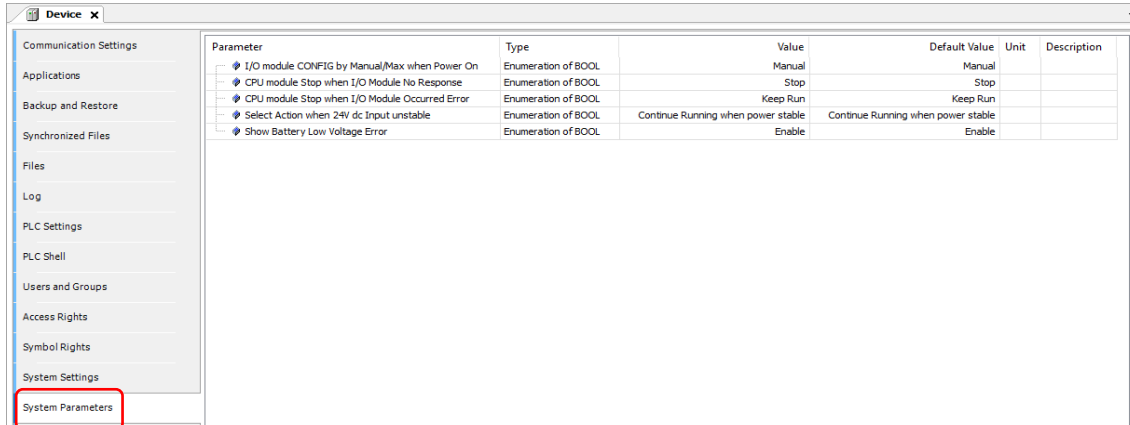 Device X
Communication Settings
Applications
Backup and Restore
Synchronized Files
Files
Log
PLC Settings
PLC Shell
Users and Groups
Access Rights
Symbol Rights
System Settings
System Parameters
Parameter Type Value Default Value Unit Description
I/O module CONFIG by Manual/Max when Power On Enumeration of BOOL Manual Manual
CPU module Stop when I/O Module No Response Enumeration of BOOL Stop Stop
CPU module Stop when I/O Module Occurred Error Enumeration of BOOL Keep Run Keep Run
Select Action when 24V dc Input unstable Enumeration of BOOL Continue Running when power stable Continue Running when power stable
Show Battery Low Voltage Error Enumeration of BOOL Enable Enable